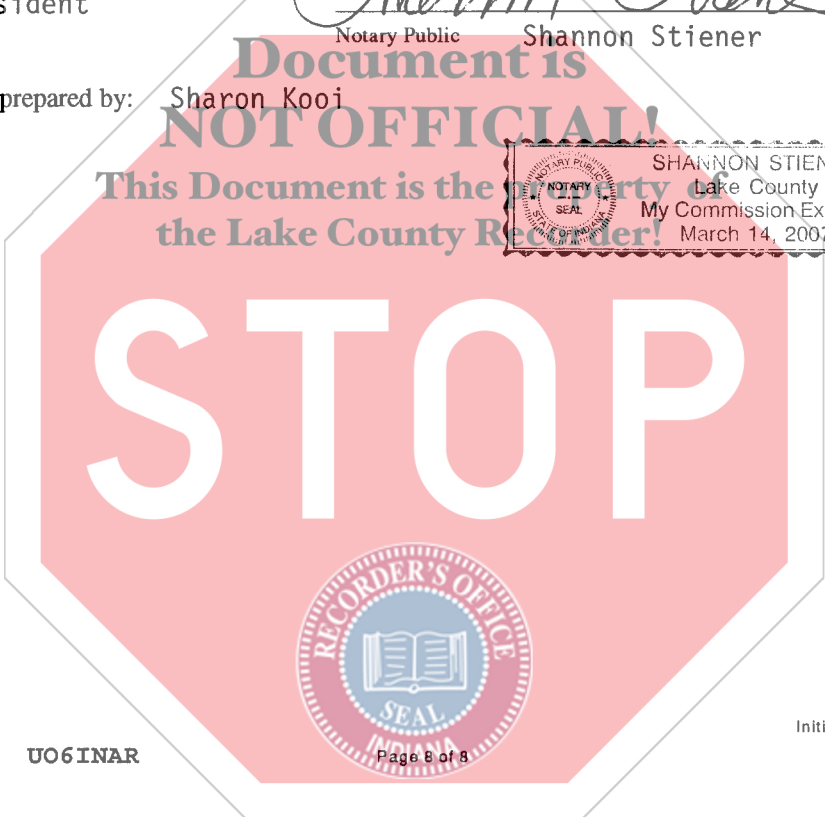 sident
Notary Public Shannon Stiener
Document is
prepared by: Sharon Kooi
NOT OFFICIAL!
This Document is the property of
the Lake County Recorder!
NOTARY PUBLIC
NOTARY
SEAL
STATE OF INDIANA
SHANNON STIEN
Lake County
My Commission Ex
March 14, 2007
STOP
RECORDER'S OFFICE
SEAL
INDIANA
Initi
UO6INAR Page 8 of 8